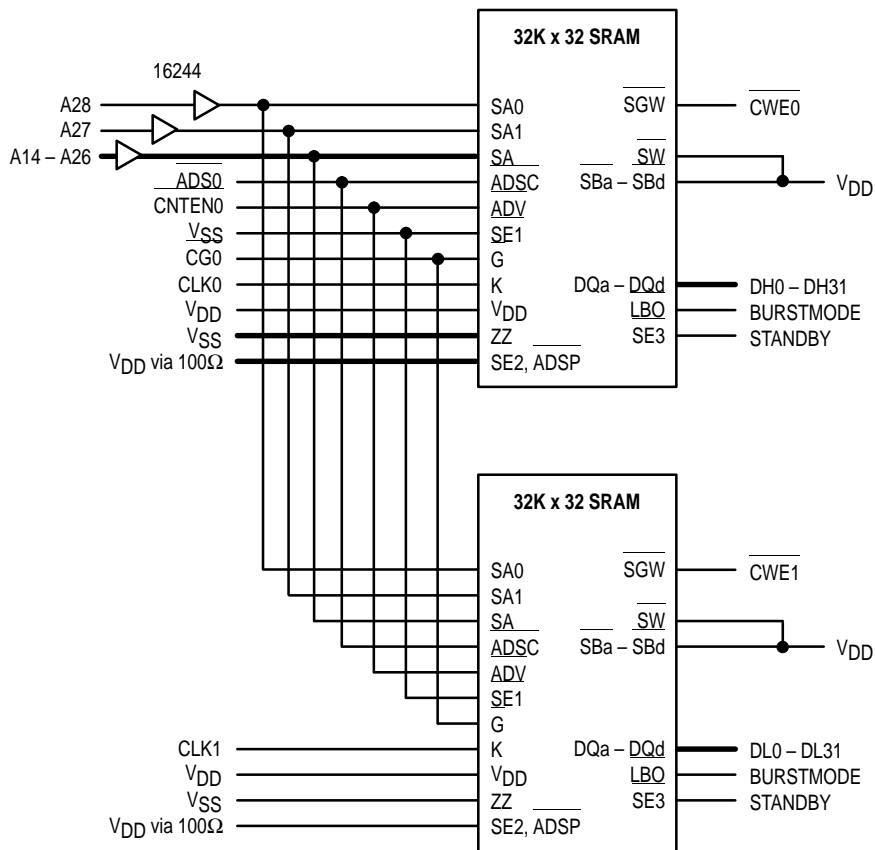 32K x 32 SRAM
16244
A28 SA0 SGW CWE0
A27 SA1
A14 – A26 SA SW
ADS0 ADSC SBa – SBd VDD
CNTEN0 ADV
VSS SE1
CG0 G
CLK0 K DQa – DQd DH0 – DH31
VDD VDD LBO BURSTMODE
VSS ZZ SE3 STANDBY
VDD via 100Ω SE2, ADSP
32K x 32 SRAM
SA0 SGW CWE1
SA1
SA SW
ADSC SBa – SBd VDD
ADV
SE1
G
CLK1 K DQa – DQd DL0 – DL31
VDD VDD LBO BURSTMODE
VSS ZZ SE3 STANDBY
VDD via 100Ω SE2, ADSP